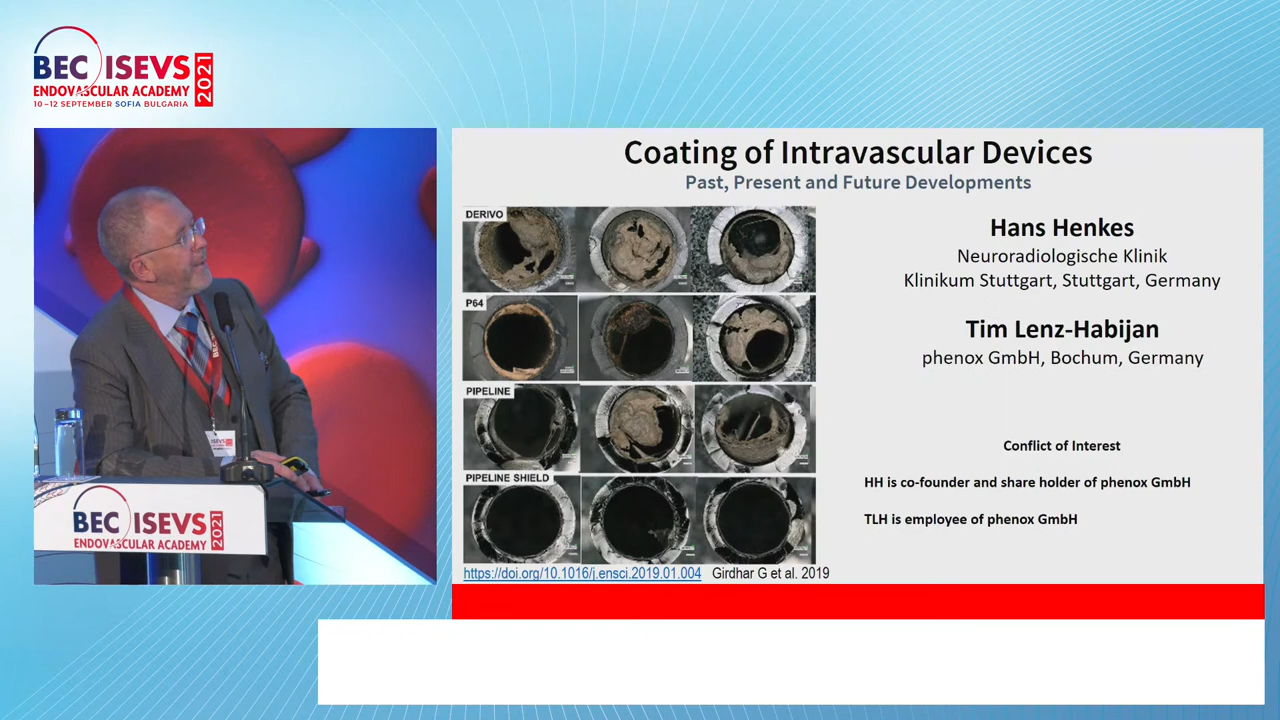 BEC ISEVS 2021
ENDOVASCULAR ACADEMY
10–12 SEPTEMBER SOFIA BULGARIA
BEC ISEVS 2021
ENDOVASCULAR ACADEMY
Coating of Intravascular Devices
Past, Present and Future Developments
DERIVO
P64
PIPELINE
PIPELINE SHIELD
https://doi.org/10.1016/j.ensci.2019.01.004 Girdhar G et al. 2019
Hans Henkes
Neuroradiologische Klinik
Klinikum Stuttgart, Stuttgart, Germany
Tim Lenz-Habijan
phenox GmbH, Bochum, Germany
Conflict of Interest
HH is co-founder and share holder of phenox GmbH
TLH is employee of phenox GmbH